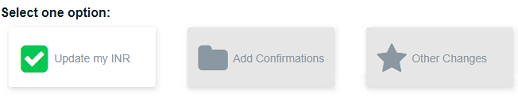 Select one option:
Update my INR
Add Confirmations
Other Changes